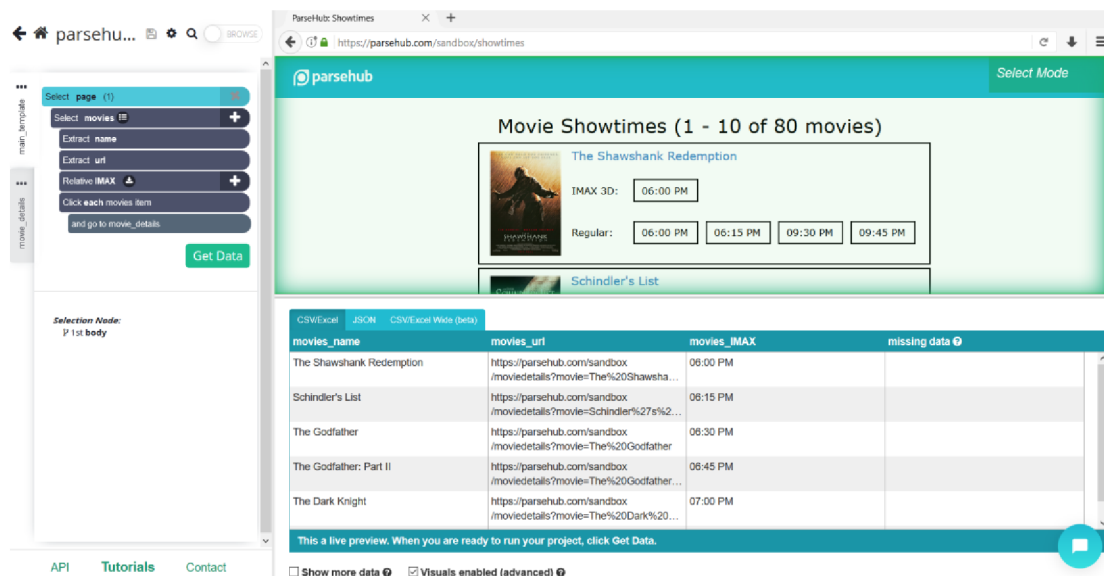 parsehu...
BROWSE
main_template
movie_details
Select page (1)
Select movies
Extract name
Extract url
Relative IMAX
Click each movies item
and go to movie_details
Get Data
Selection Node:
1st body
API Tutorials Contact
ParseHub: Showtimes
https://parsehub.com/sandbox/showtimes
parsehub
Select Mode
Movie Showtimes (1 - 10 of 80 movies)
The Shawshank Redemption
IMAX 3D: 06:00 PM
Regular: 06:00 PM 06:15 PM 09:30 PM 09:45 PM
Schindler's List
CSV/Excel JSON CSV/Excel Wide (beta)
movies_name movies_url movies_IMAX missing data
The Shawshank Redemption https://parsehub.com/sandbox 06:00 PM
/moviedetails?movie=The%20Shawsha...
Schindler's List https://parsehub.com/sandbox 06:15 PM
/moviedetails?movie=Schindler%27s%2...
The Godfather https://parsehub.com/sandbox 06:30 PM
/moviedetails?movie=The%20Godfather
The Godfather: Part II https://parsehub.com/sandbox 06:45 PM
/moviedetails?movie=The%20Godfather...
The Dark Knight https://parsehub.com/sandbox 07:00 PM
/moviedetails?movie=The%20Dark%20...
This a live preview. When you are ready to run your project, click Get Data.
Show more data Visuals enabled (advanced)